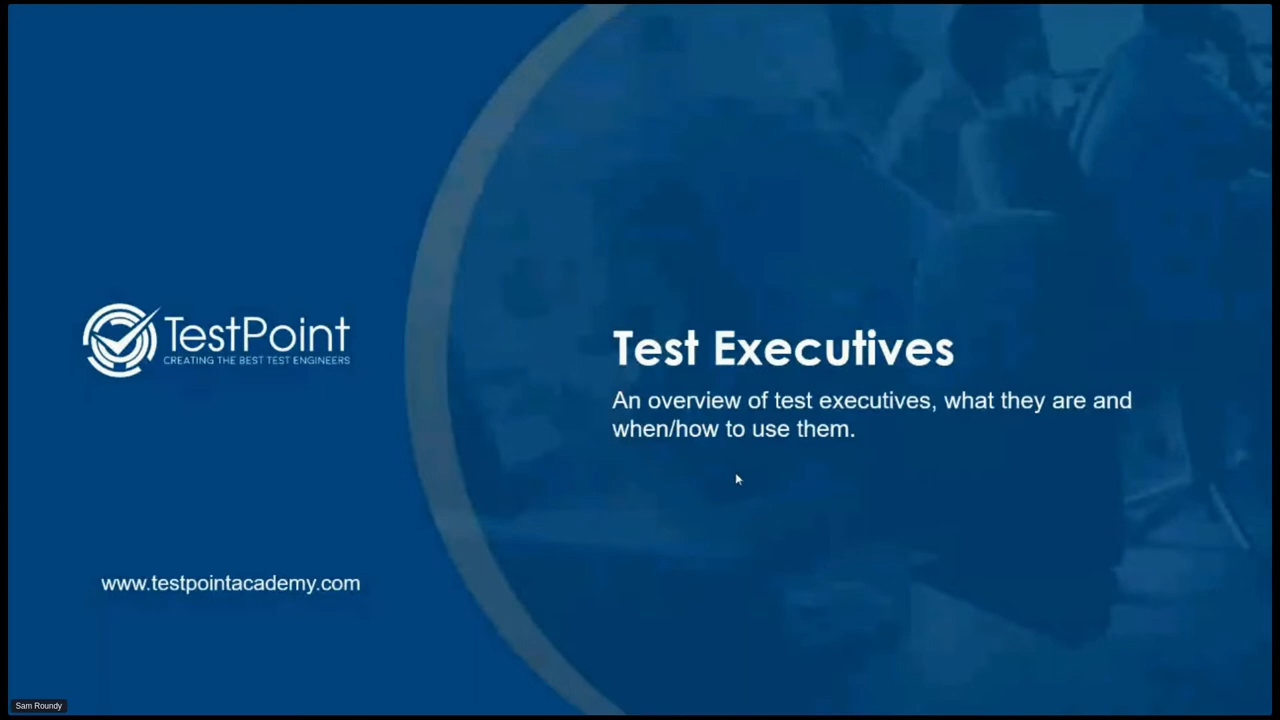 TestPoint
CREATING THE BEST TEST ENGINEERS
Test Executives
An overview of test executives, what they are and
when/how to use them.
www.testpointacademy.com
Sam Roundy